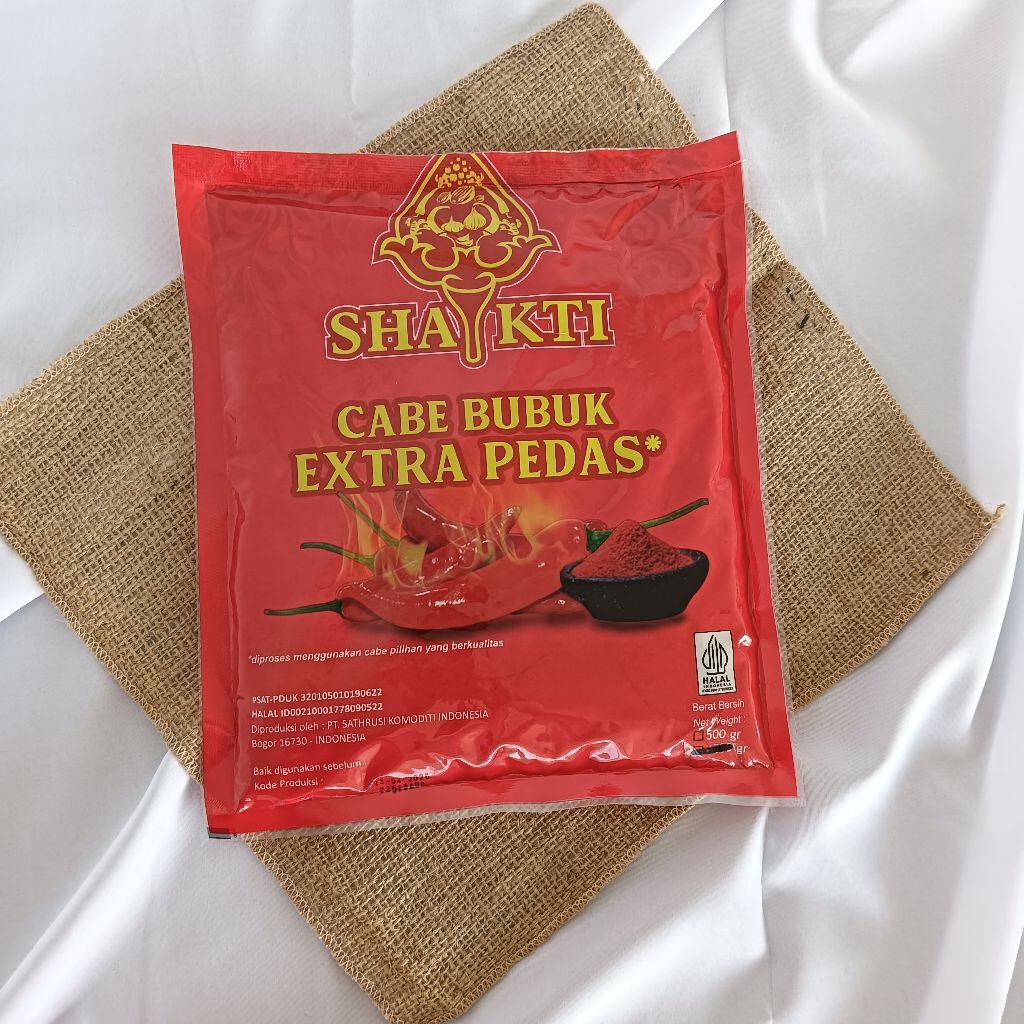 SHAKTI
CABE BUBUK
EXTRA PEDAS*
*diproses menggunakan cabe pilihan yang berkualitas
PSAT-PDUK 320105010190622
HALAL ID00210001778090522
Diproduksi oleh : PT. SATHRUSI KOMODITI INDONESIA
Bogor 16730 - INDONESIA
Baik digunakan sebelum :
Kode Produksi :
HALAL
INDONESIA
Berat Bersih
Net Weight :
500 gr
gr